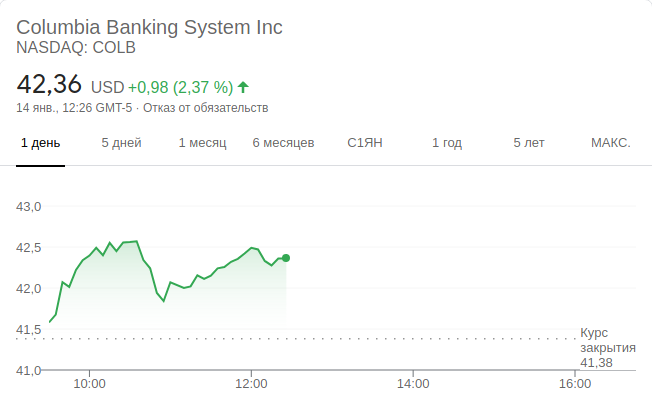 Columbia Banking System Inc
NASDAQ: COLB
42,36 USD +0,98 (2,37 %)
14 янв., 12:26 GMT-5 · Отказ от обязательств
1 день 5 дней 1 месяц 6 месяцев С1ЯН 1 год 5 лет МАКС.
43,0
42,5
42,0
41,5
41,0
Курс
закрытия
41,38
10:00 12:00 14:00 16:00